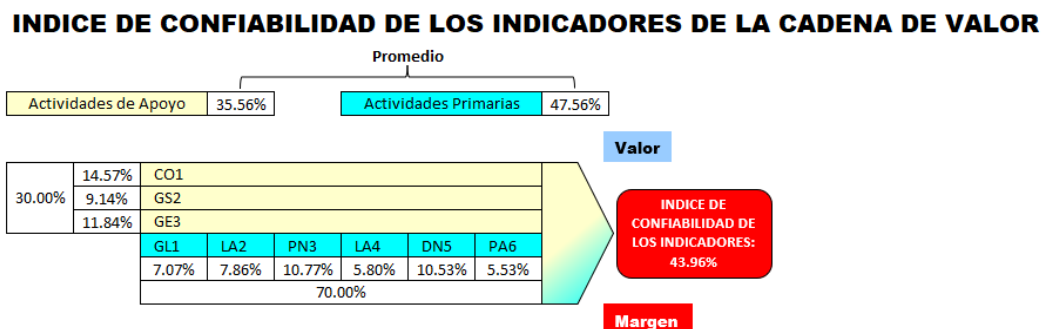 INDICE DE CONFIABILIDAD DE LOS INDICADORES DE LA CADENA DE VALOR
Promedio
Actividades de Apoyo 35.56% Actividades Primarias 47.56%
Valor
30.00%
14.57% CO1
9.14% GS2
11.84% GE3
GL1 LA2 PN3 LA4 DN5 PA6
7.07% 7.86% 10.77% 5.80% 10.53% 5.53%
70.00%
INDICE DE
CONFIABILIDAD DE
LOS INDICADORES:
43.96%
Margen